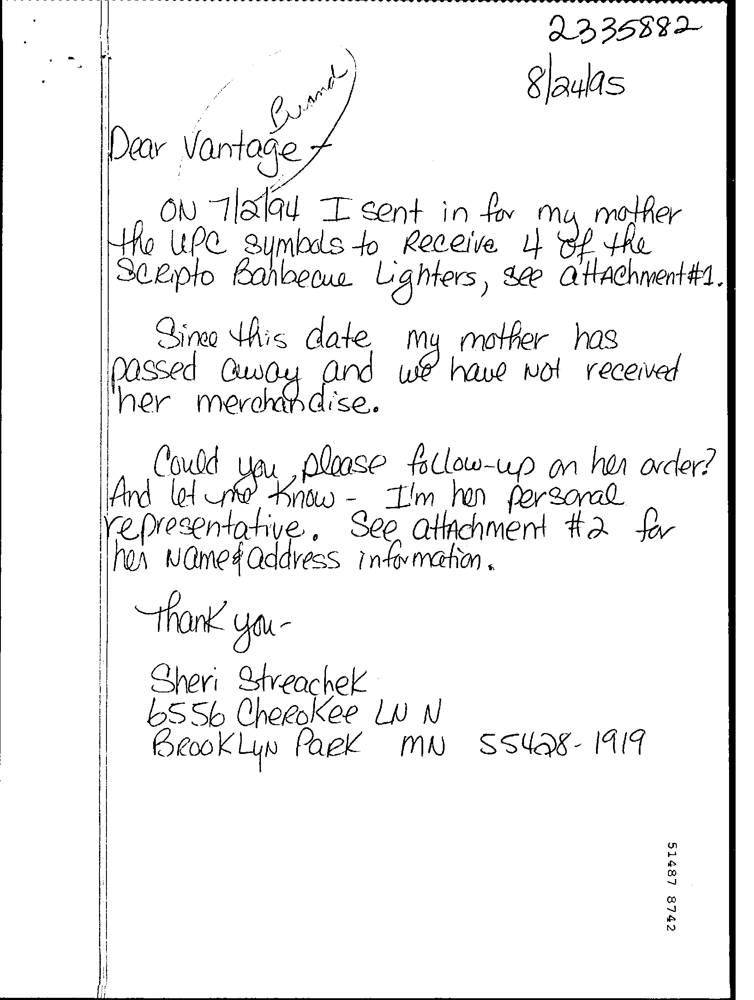 2335882
8/24/95
Brand
Dear Vantage -
ON 7/2/94 I sent in for my mother
the UPC symbols to Receive 4 of the
Scripto Barbecue Lighters, see attachment #1.
Since this date my mother has
passed away and we have not received
her merchandise.
Could you please follow-up on her order?
And let me know - I'm her personal
representative. See attachment #2 for
her name & address information.
Thank you -
Sheri Streachek
6556 Cherokee LN N
Brooklyn Park MN 55428-1919
51487 8742